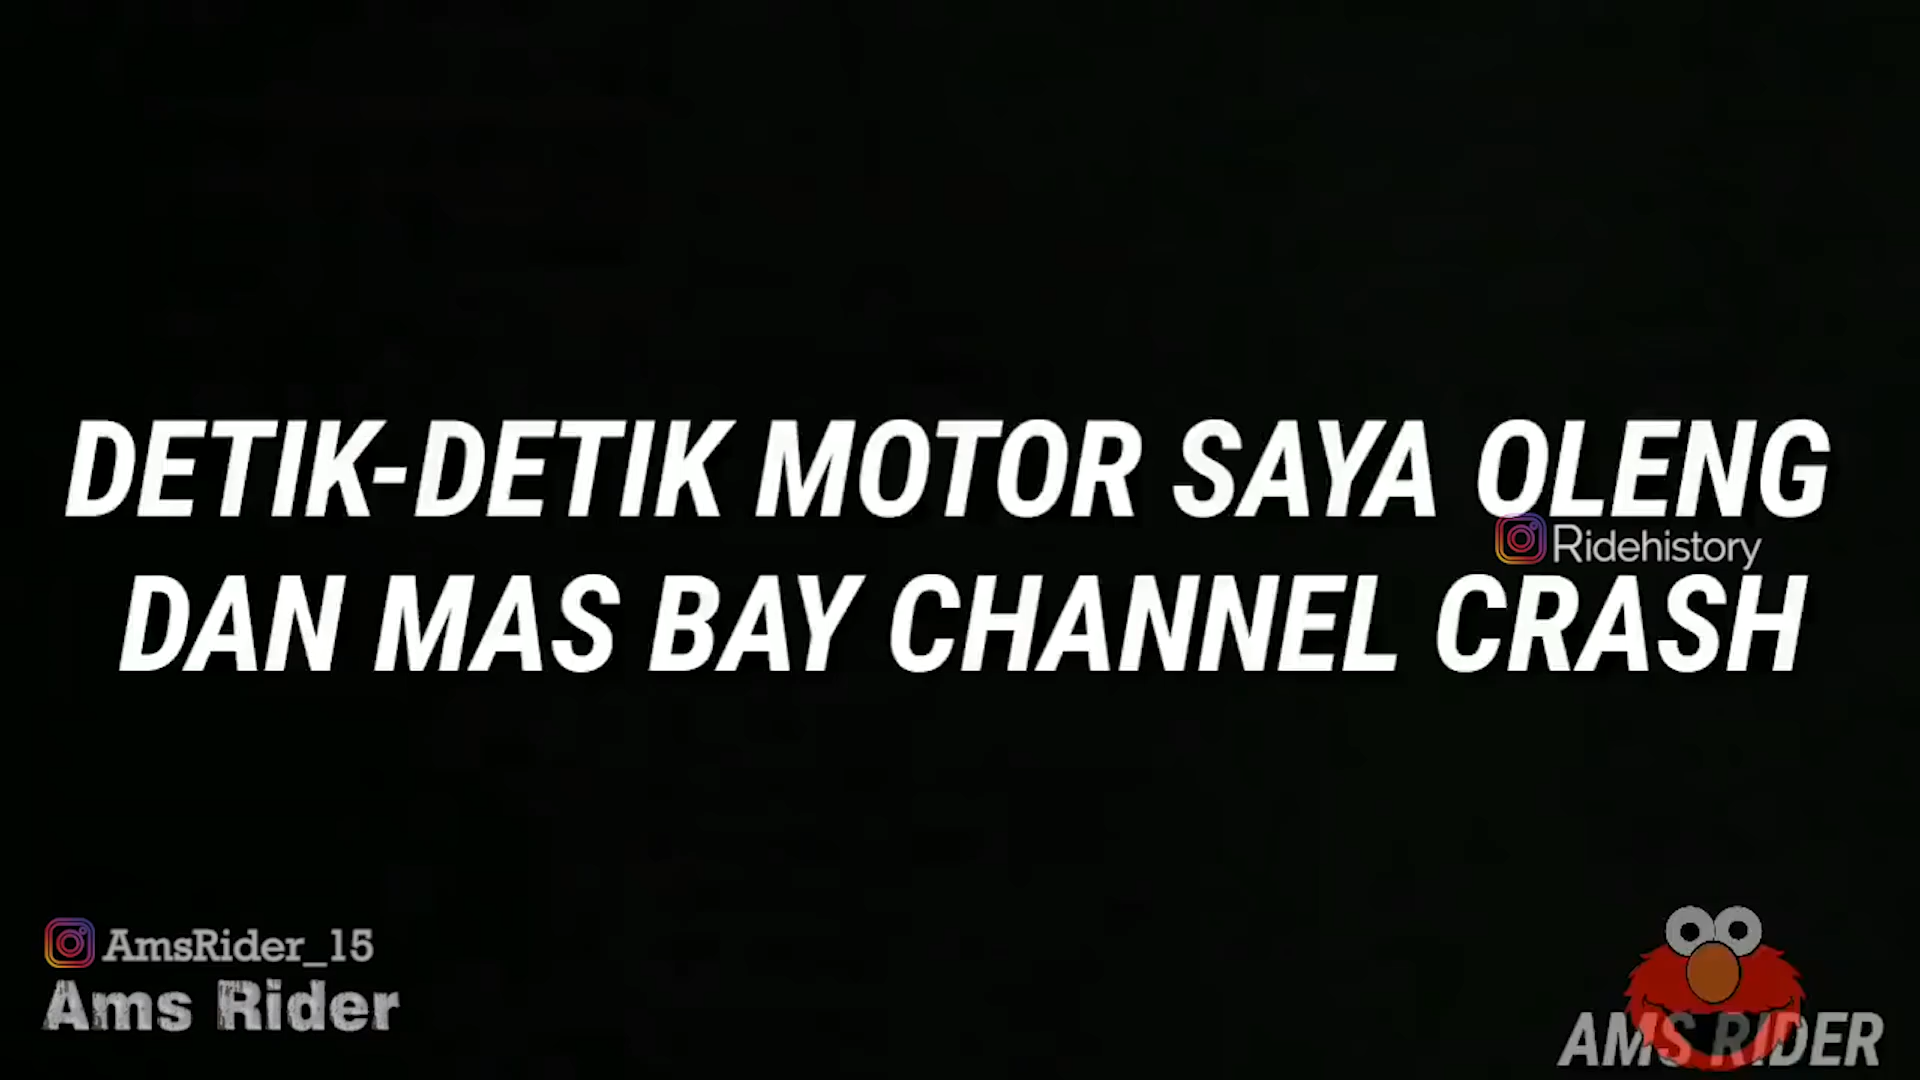 DETIK-DETIK MOTOR SAYA OLENG
Ridehistory
DAN MAS BAY CHANNEL CRASH
AmsRider_15
Ams Rider
AMS RIDER